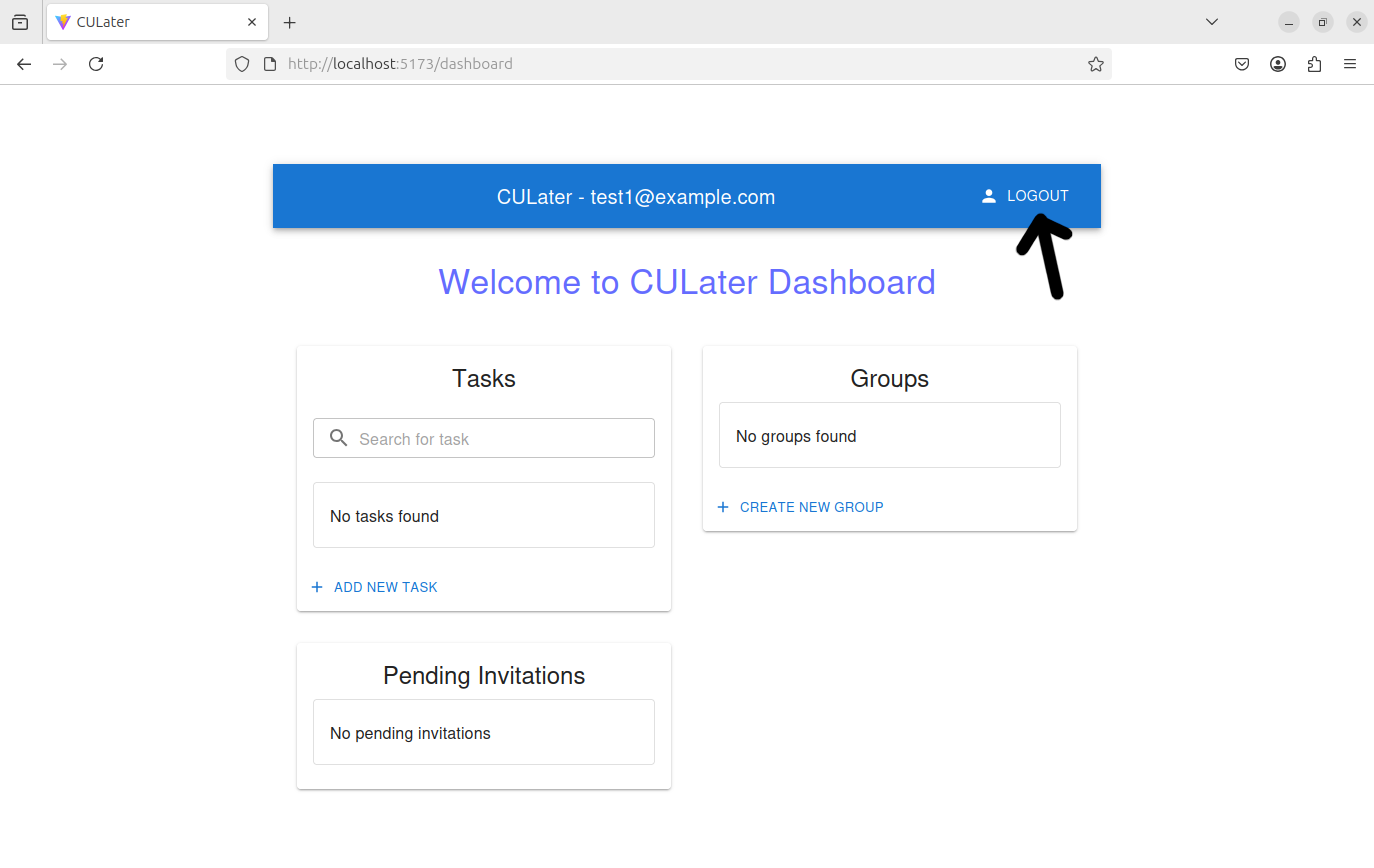 CULater
http://localhost:5173/dashboard
CULater - test1@example.com
LOGOUT
Welcome to CULater Dashboard
Tasks
Search for task
No tasks found
ADD NEW TASK
Groups
No groups found
CREATE NEW GROUP
Pending Invitations
No pending invitations